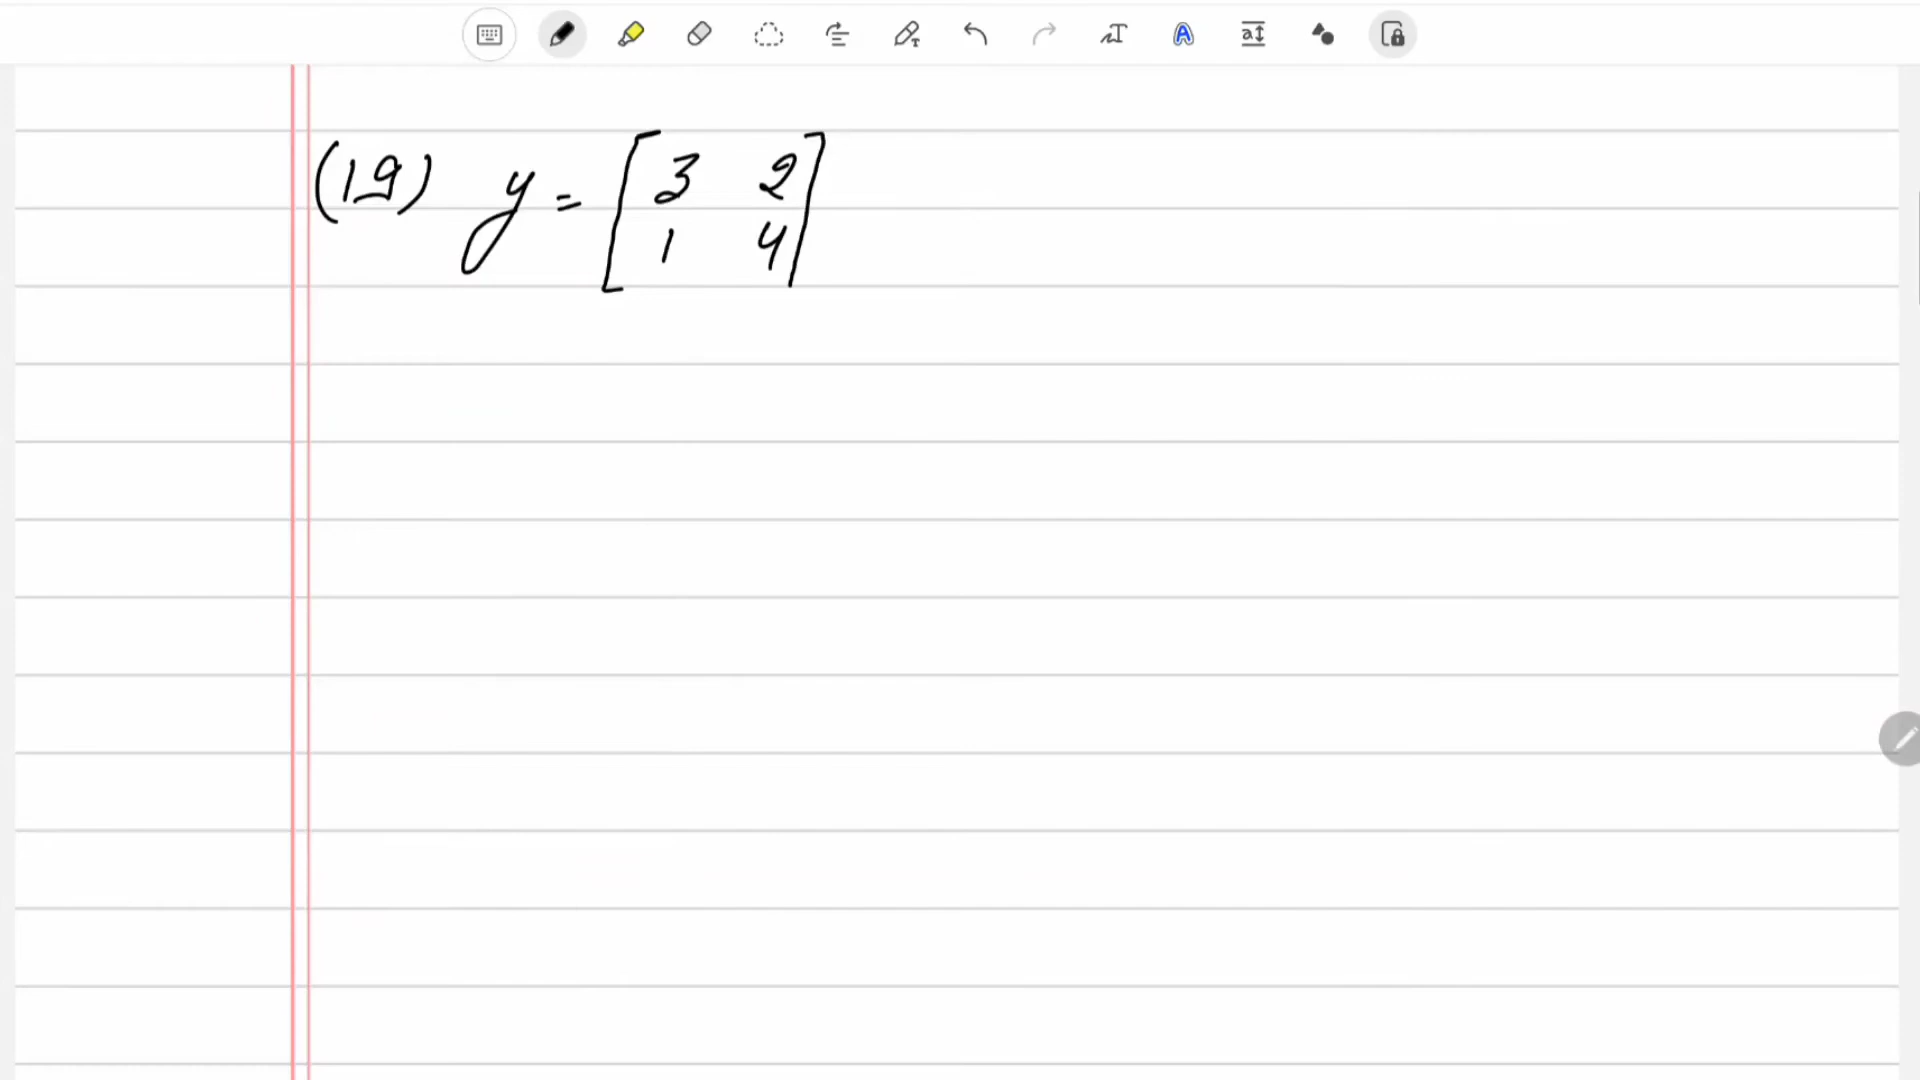 (19) y = [3 2
1 4]